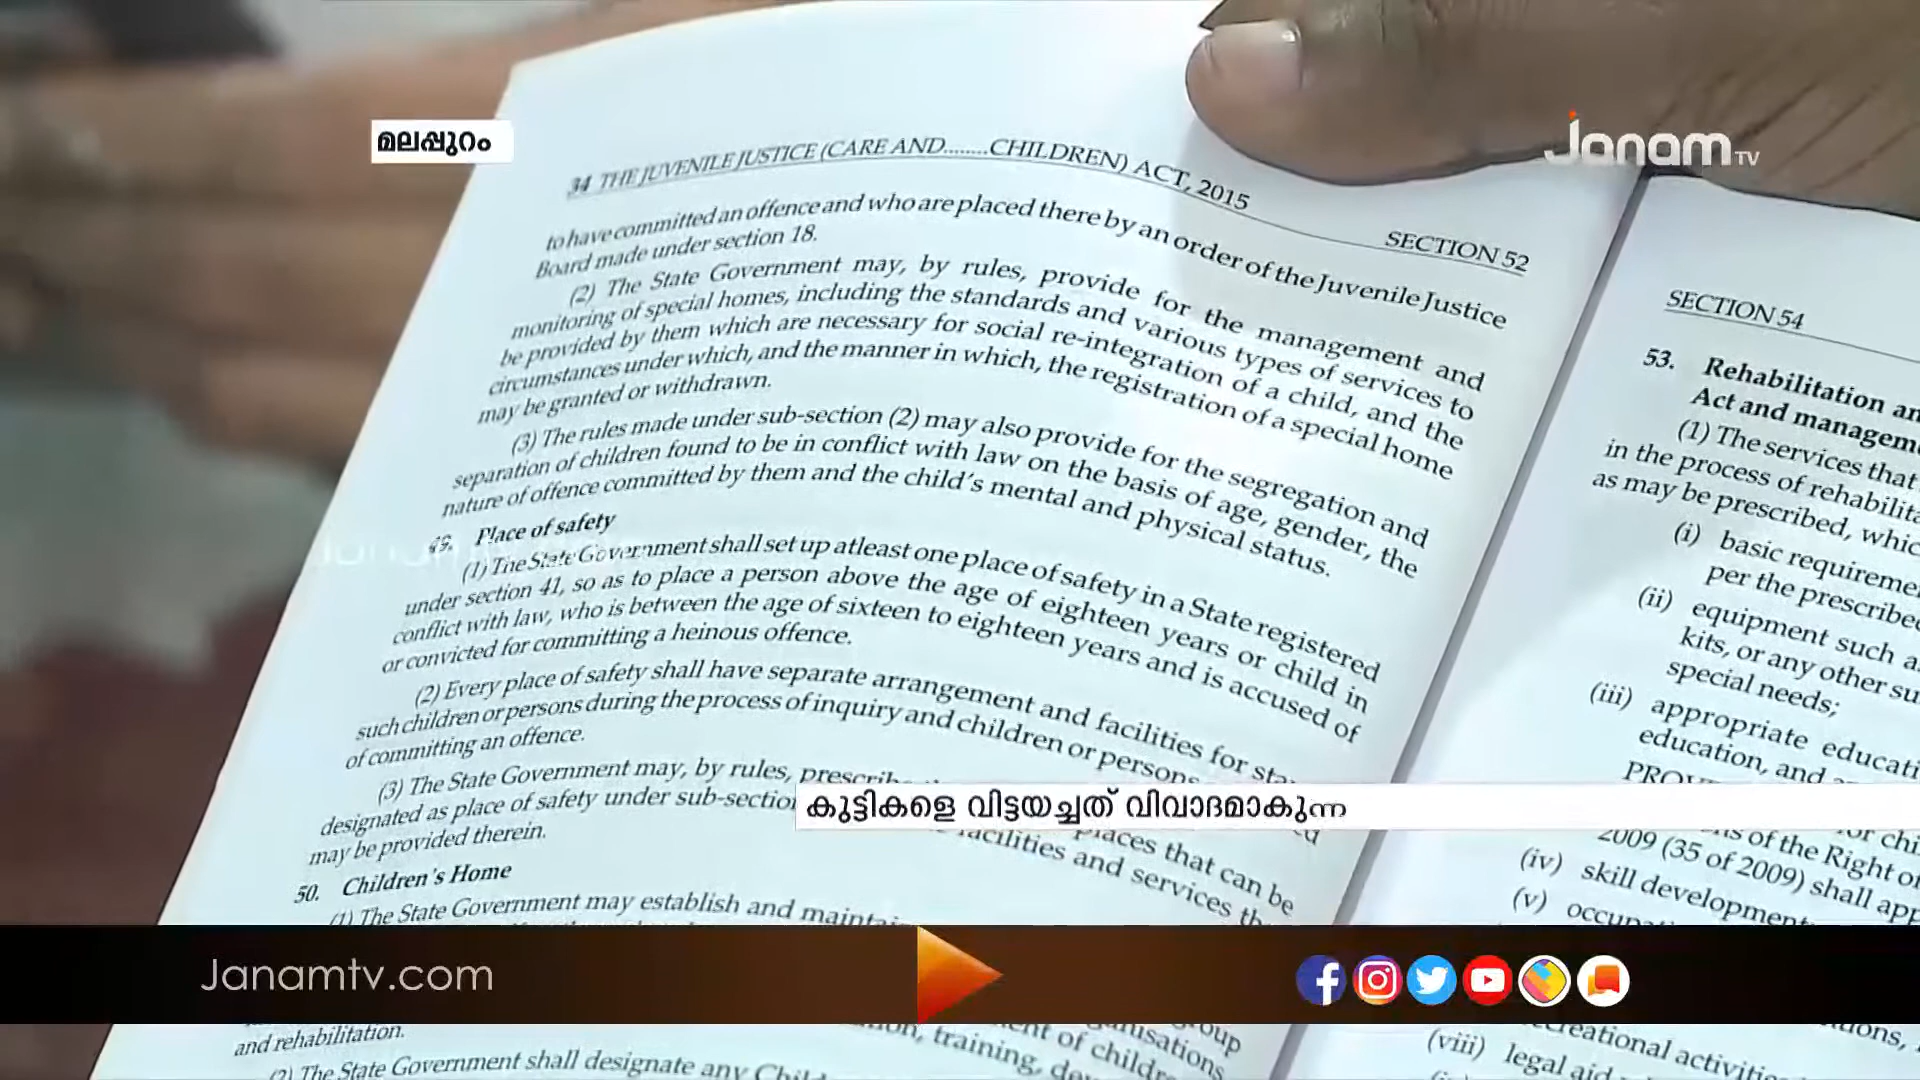 മലപ്പുറം
Janam TV
34 THE JUVENILE JUSTICE (CARE AND........CHILDREN) ACT, 2015
SECTION 52
to have committed an offence and who are placed there by an order of the Juvenile Justice
Board made under section 18.
(2) The State Government may, by rules, provide for the management and
monitoring of special homes, including the standards and various types of services to
be provided by them which are necessary for social re-integration of a child, and the
circumstances under which, and the manner in which, the registration of a special home
may be granted or withdrawn.
(3) The rules made under sub-section (2) may also provide for the segregation and
separation of children found to be in conflict with law on the basis of age, gender, the
nature of offence committed by them and the child's mental and physical status.
49. Place of safety
(1) The State Government shall set up atleast one place of safety in a State registered
under section 41, so as to place a person above the age of eighteen years or child in
conflict with law, who is between the age of sixteen to eighteen years and is accused of
or convicted for committing a heinous offence.
(2) Every place of safety shall have separate arrangement and facilities for
such children or persons during the process of inquiry and children or persons
of committing an offence.
(3) The State Government may, by rules,
designated as place of safety under sub-section places that can be
may be provided therein. facilities and services
50. Children's Home
(1) The State Government may establish and
and rehabilitation.
(2) The State Government shall designate any
training,
of
SECTION 54
53. Rehabilitation
Act and
(1) The services that
in the process of
as may be prescribed,
(i) basic
per the prescribed
(ii) equipment such
kits, or any other
special needs;
(iii) appropriate
education, and
of the Right of
2009 (35 of 2009) shall
(iv) skill development
(v)
(viii) legal aid
കുട്ടികളെ വിട്ടയച്ചത് വിവാദമാകുന്ന
Janamtv.com